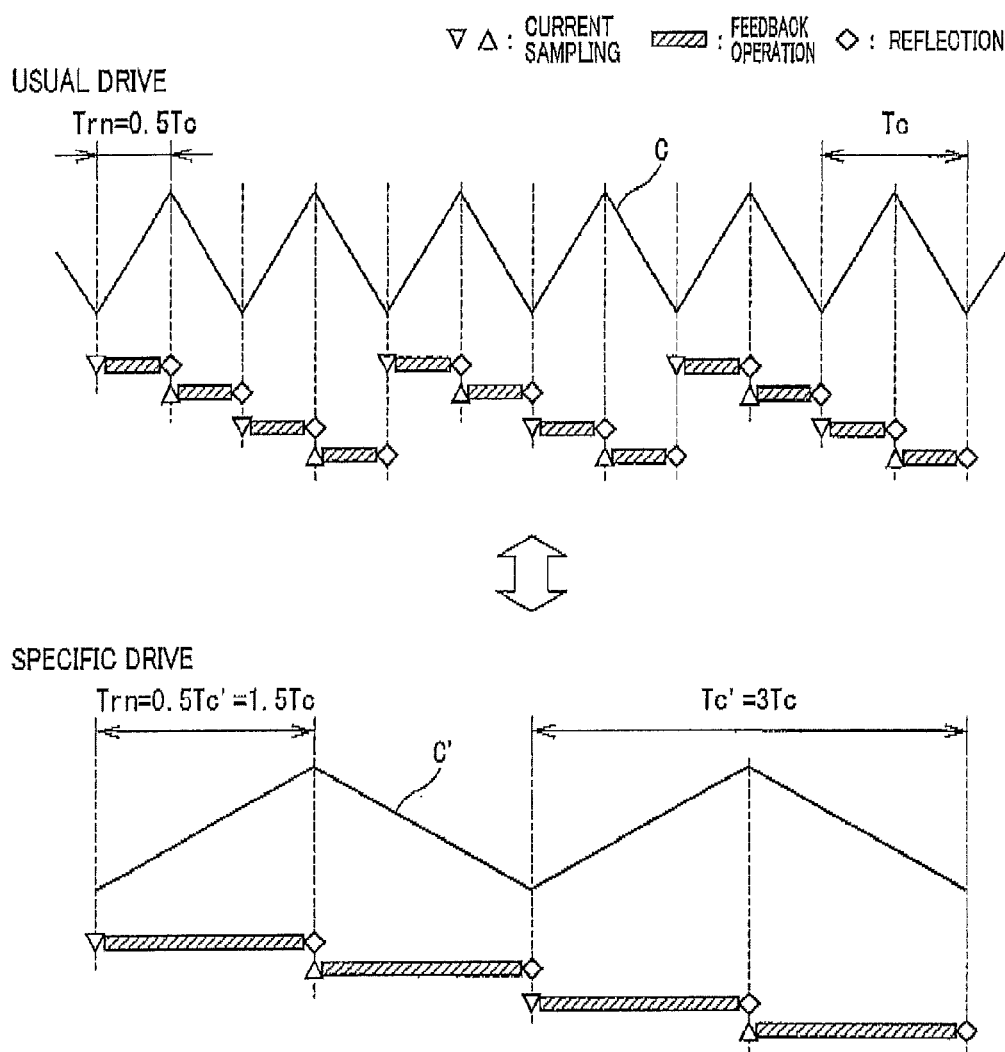 ▽ △ : CURRENT SAMPLING
: FEEDBACK OPERATION
◇ : REFLECTION
USUAL DRIVE
Trn=0.5Tc
Tc
C
SPECIFIC DRIVE
Trn=0.5Tc'=1.5Tc
Tc'=3Tc
C'